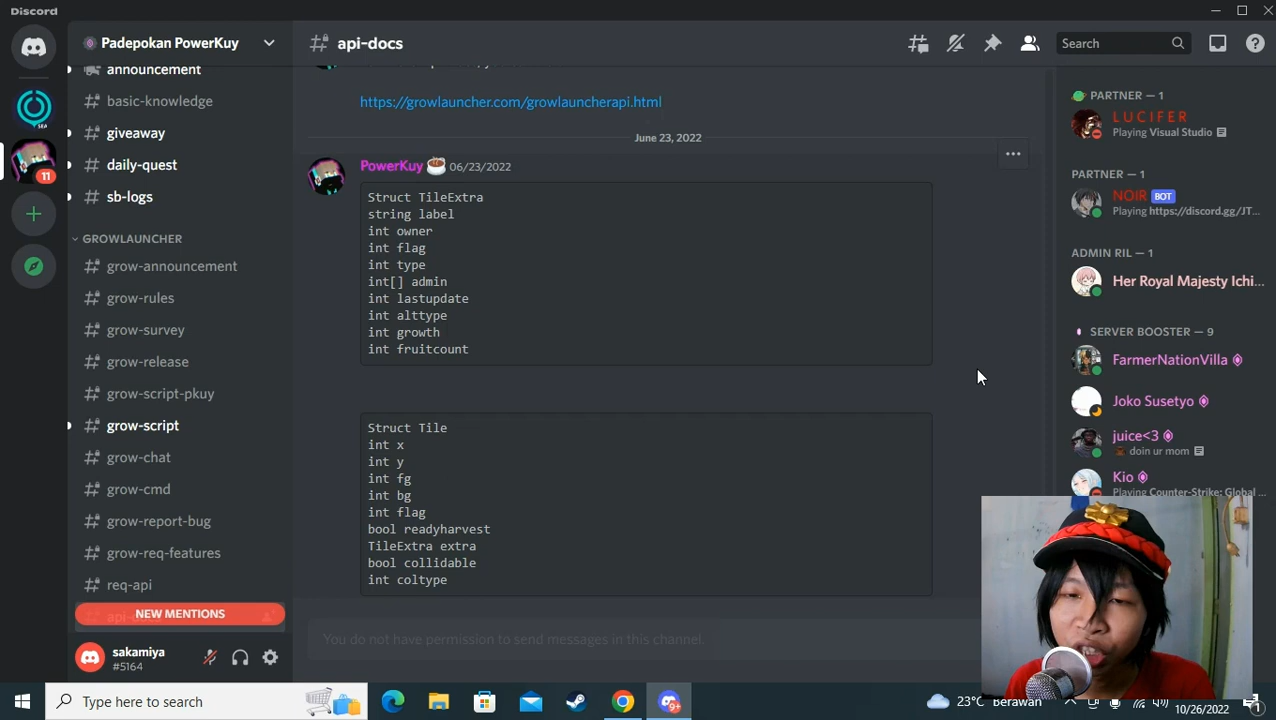 Discord
Padepokan PowerKuy
api-docs
Search
announcement
basic-knowledge
giveaway
daily-quest
sb-logs
GROWLAUNCHER
grow-announcement
grow-rules
grow-survey
grow-release
grow-script-pkuy
grow-script
grow-chat
grow-cmd
grow-report-bug
grow-req-features
req-api
NEW MENTIONS
11
sakamiya
#5164
https://growlauncher.com/growlauncherapi.html
June 23, 2022
PowerKuy 06/23/2022
Struct TileExtra
string label
int owner
int flag
int type
int[] admin
int lastupdate
int alttype
int growth
int fruitcount
Struct Tile
int x
int y
int fg
int bg
int flag
bool readyharvest
TileExtra extra
bool collidable
int coltype
You do not have permission to send messages in this channel.
PARTNER — 1
L U C I F E R
Playing Visual Studio
PARTNER — 1
NOIR BOT
Playing https://discord.gg/JT...
ADMIN RIL — 1
Her Royal Majesty Ichi...
SERVER BOOSTER — 9
FarmerNationVilla
Joko Susetyo
juice<3
doin ur mom
Kio
Playing Counter-Strike: Global ...
Type here to search
9+
23°C Berawan
10/26/2022
1